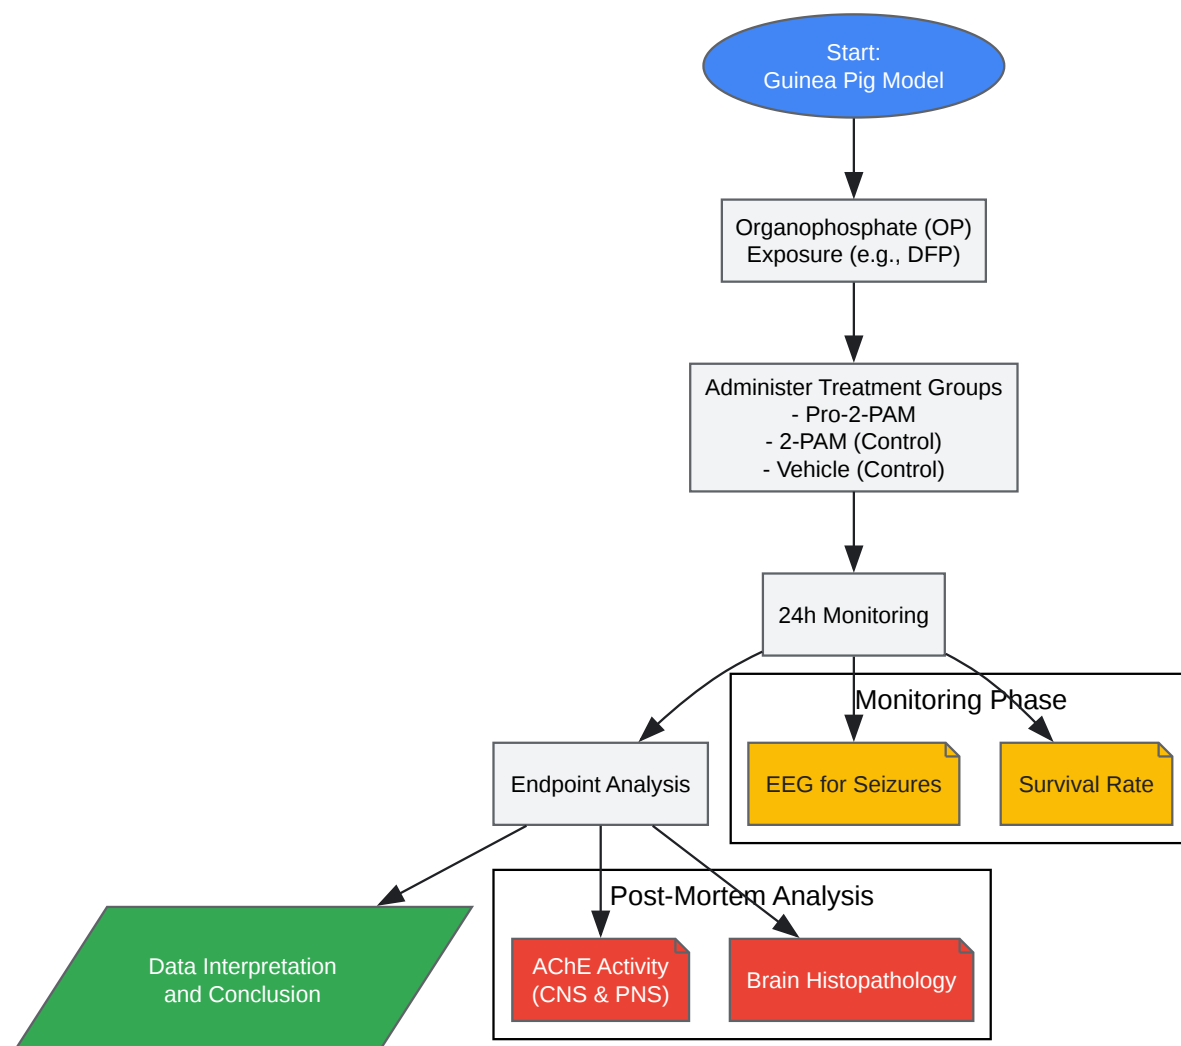 Start:
Guinea Pig Model
Organophosphate (OP)
Exposure (e.g., DFP)
Administer Treatment Groups
- Pro-2-PAM
- 2-PAM (Control)
- Vehicle (Control)
24h Monitoring
Monitoring Phase
Endpoint Analysis
EEG for Seizures
Survival Rate
Post-Mortem Analysis
Data Interpretation
and Conclusion
AChE Activity
(CNS & PNS)
Brain Histopathology